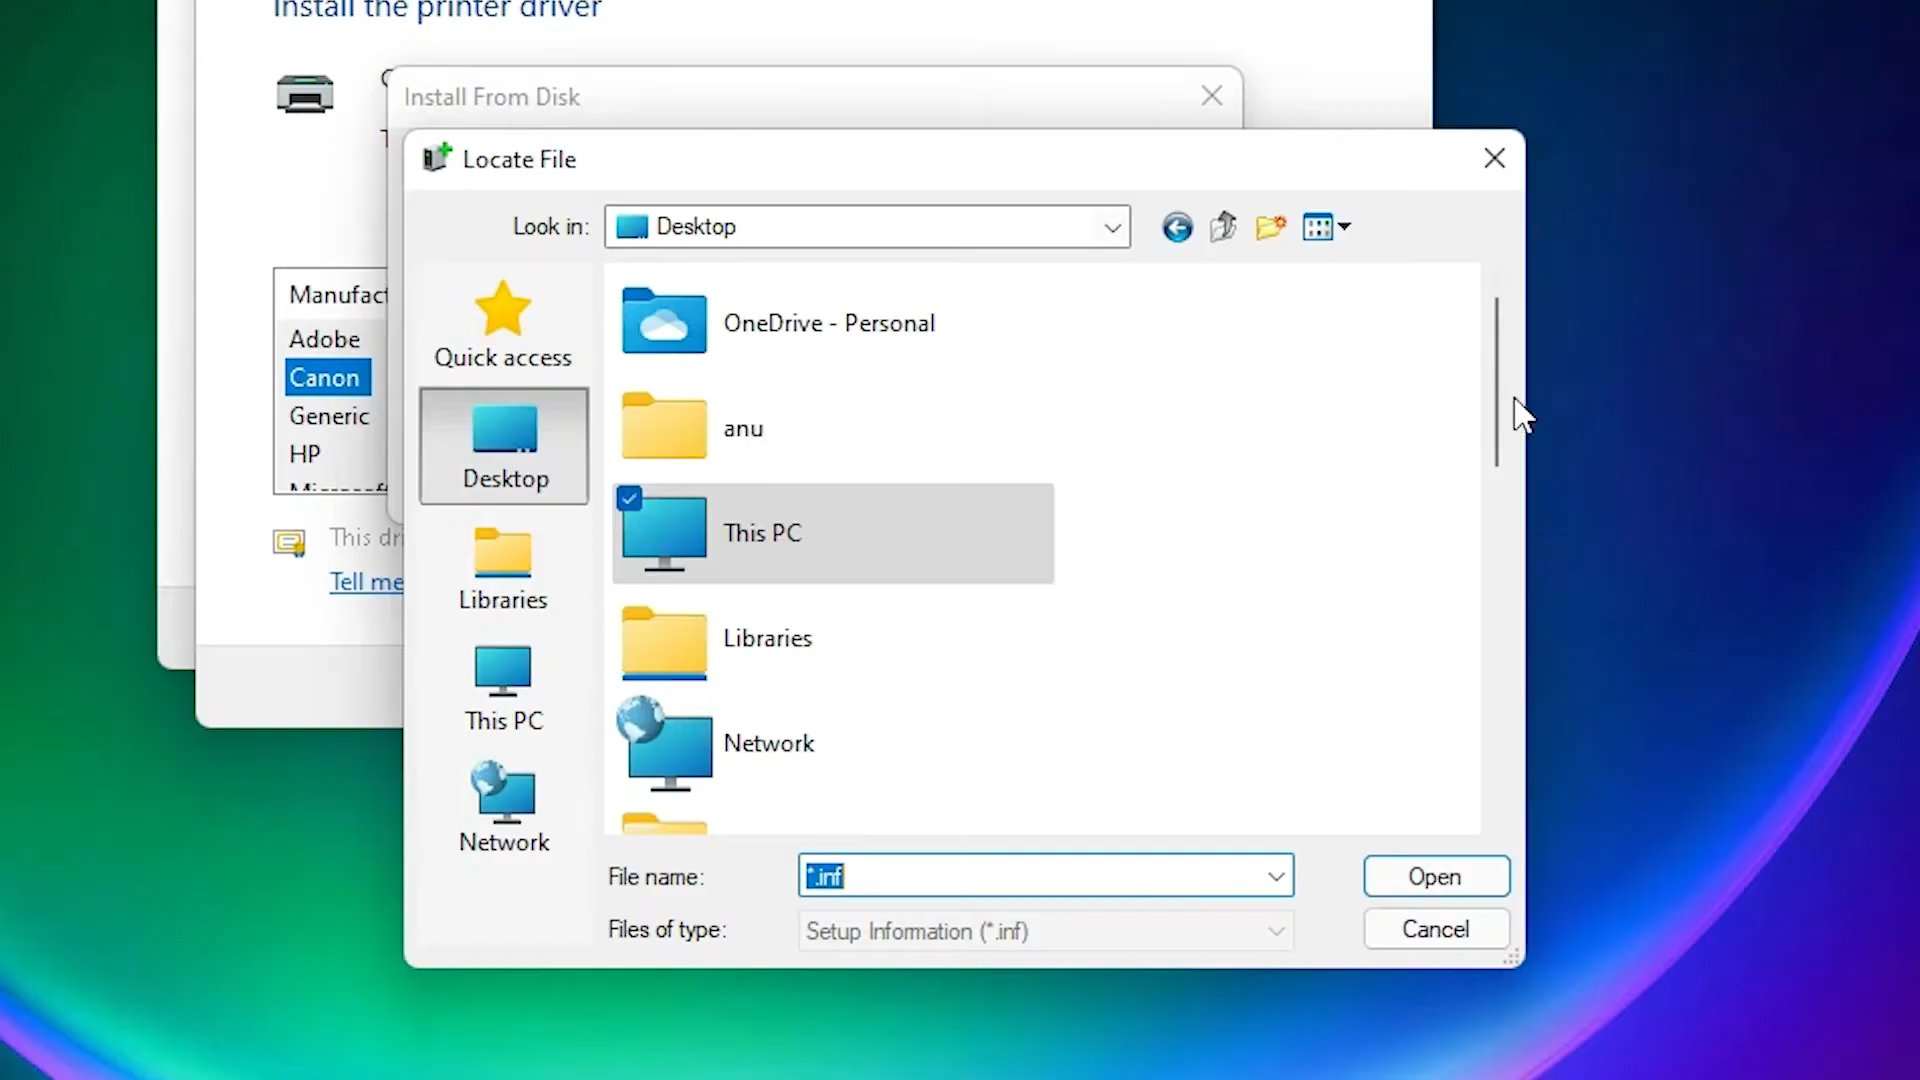 Install the printer driver
Install From Disk
Locate File
Look in:
Desktop
Manufact
Adobe
Canon
Generic
HP
This dri
Tell me
Quick access
Desktop
Libraries
This PC
Network
OneDrive - Personal
anu
This PC
Libraries
Network
File name:
*.inf
Open
Files of type:
Setup Information (*.inf)
Cancel